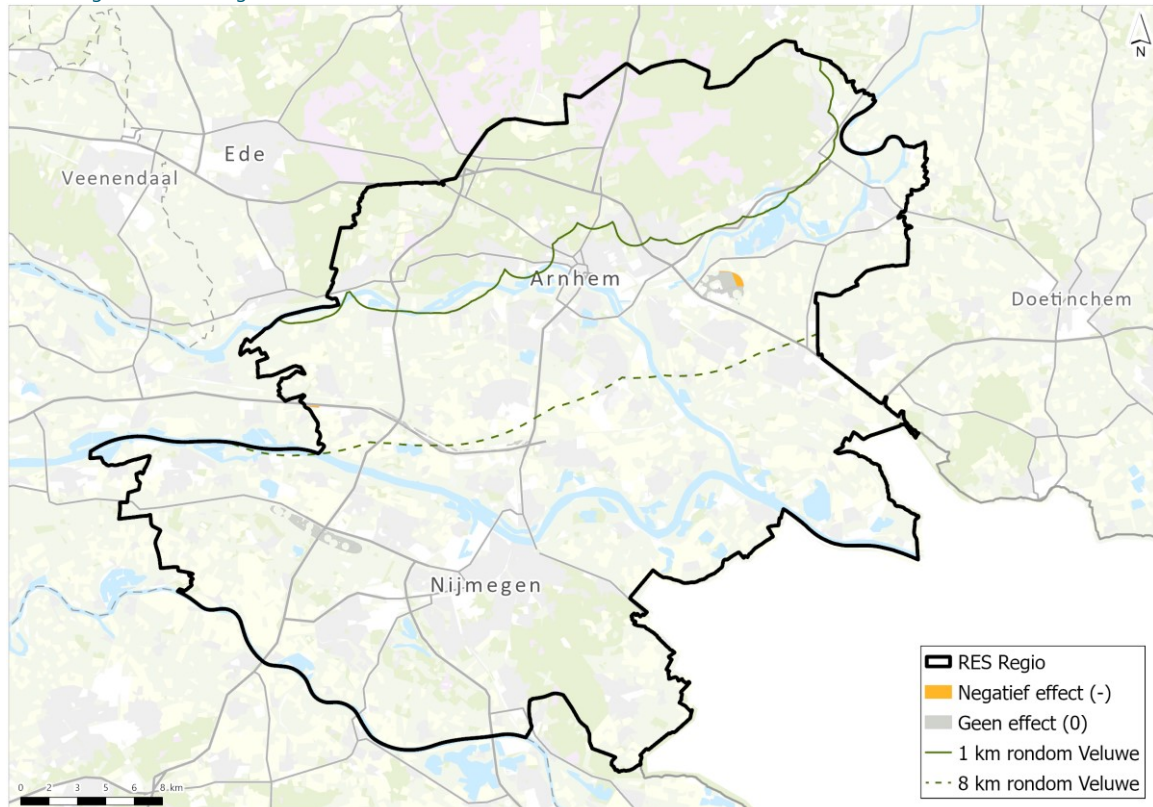 N
Ede
Veenendaal
Arnhem
Doetinchem
Nijmegen
RES Regio
Negatief effect (-)
Geen effect (0)
1 km rondom Veluwe
8 km rondom Veluwe
0 2 3 5 6 8 km